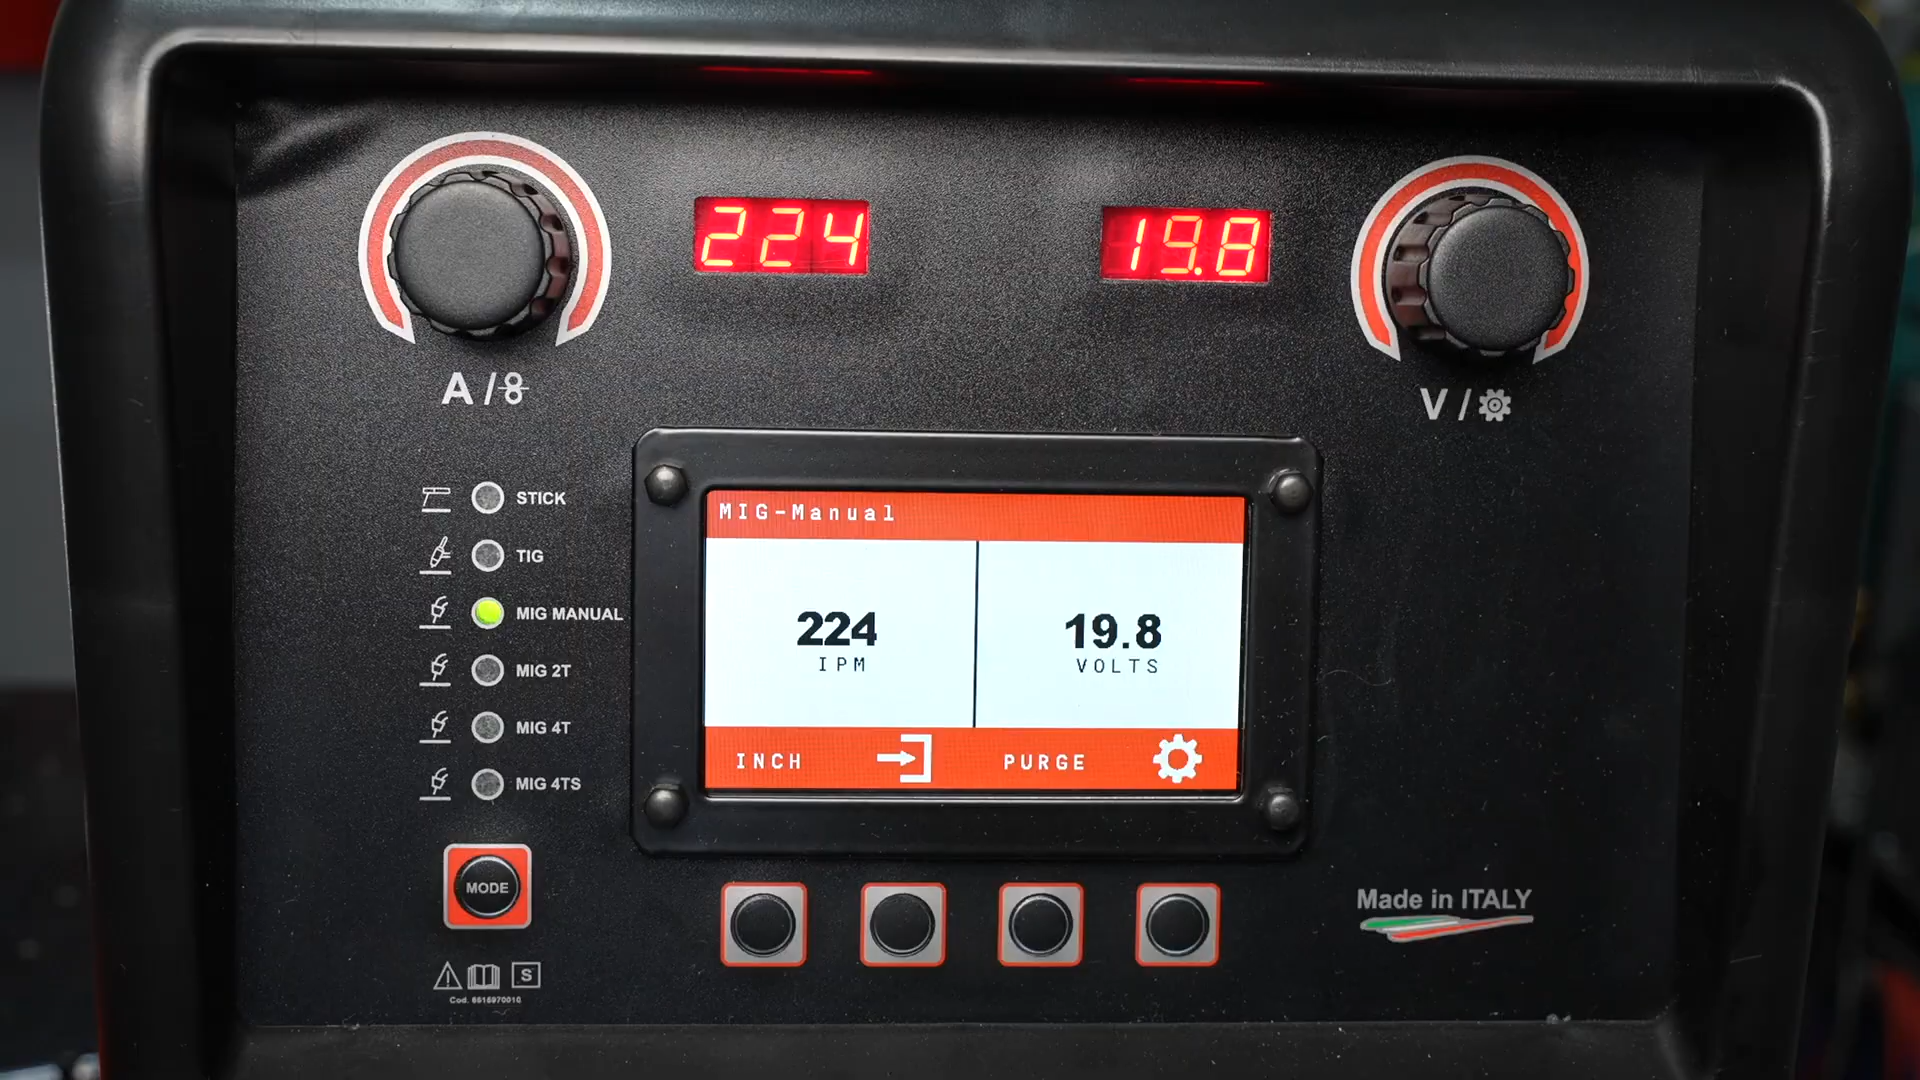 224
19.8
A /
V /
STICK
TIG
MIG MANUAL
MIG 2T
MIG 4T
MIG 4TS
MODE
MIG-Manual
224
IPM
19.8
VOLTS
INCH
PURGE
S
Cod. 6615970010
Made in ITALY